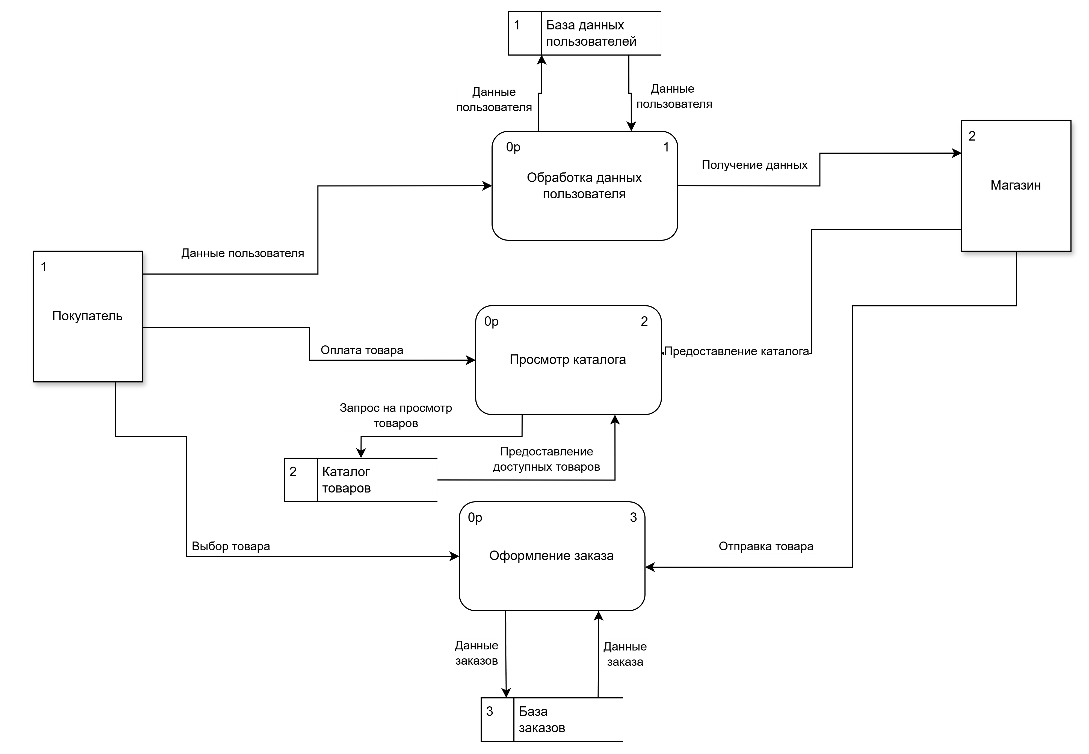 1
База данных
пользователей
Данные
пользователя
Данные
пользователя
0р
1
Обработка данных
пользователя
Получение данных
2
Магазин
Данные пользователя
1
Покупатель
0р
2
Просмотр каталога
Оплата товара
Предоставление каталога
Запрос на просмотр
товаров
Предоставление
доступных товаров
2
Каталог
товаров
0р
3
Оформление заказа
Выбор товара
Отправка товара
Данные
заказов
Данные
заказа
3
База
заказов